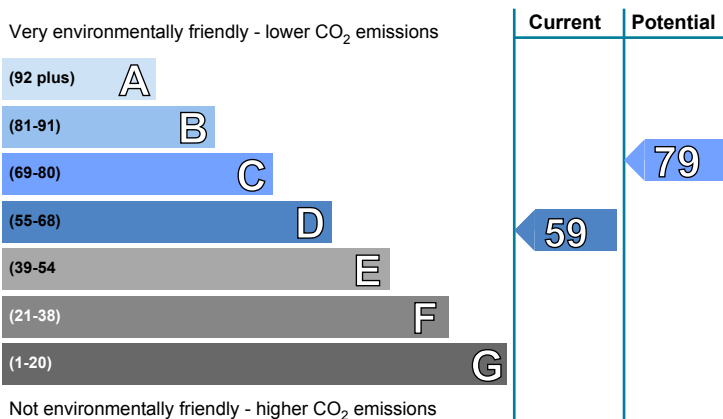 Very environmentally friendly - lower CO₂ emissions
Current
Potential
(92 plus) A
(81-91) B
(69-80) C
79
(55-68) D
59
(39-54 E
(21-38) F
(1-20) G
Not environmentally friendly - higher CO₂ emissions